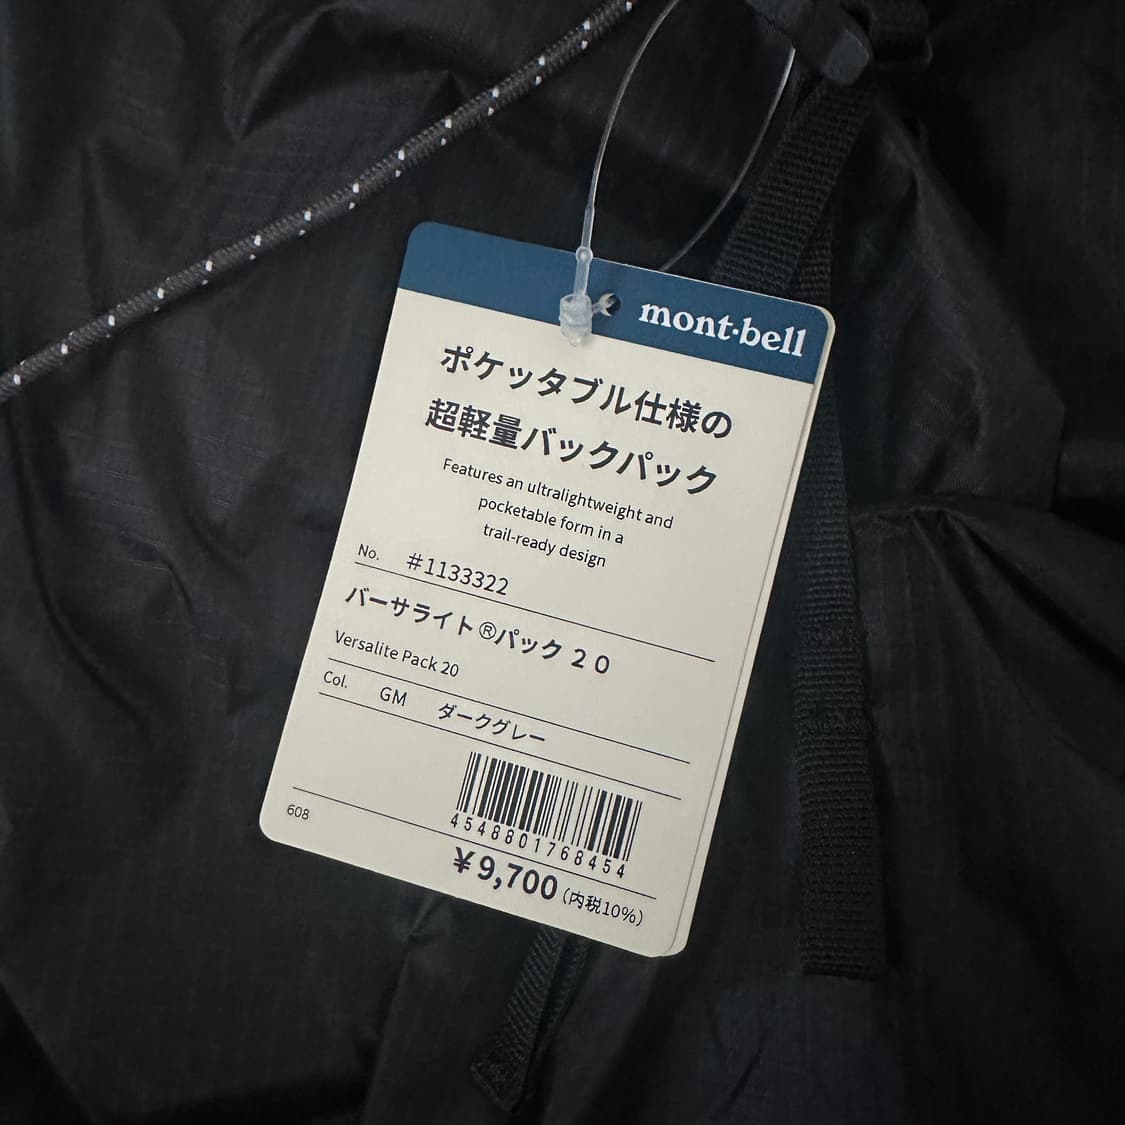 mont·bell
ポケッタブル仕様の
超軽量バックパック
Features an ultralightweight and
pocketable form in a
trail-ready design
No. #1133322
バーサライト®パック 20
Versalite Pack 20
Col. GM ダークグレー
4548801768454
608
¥9,700(内税10%)